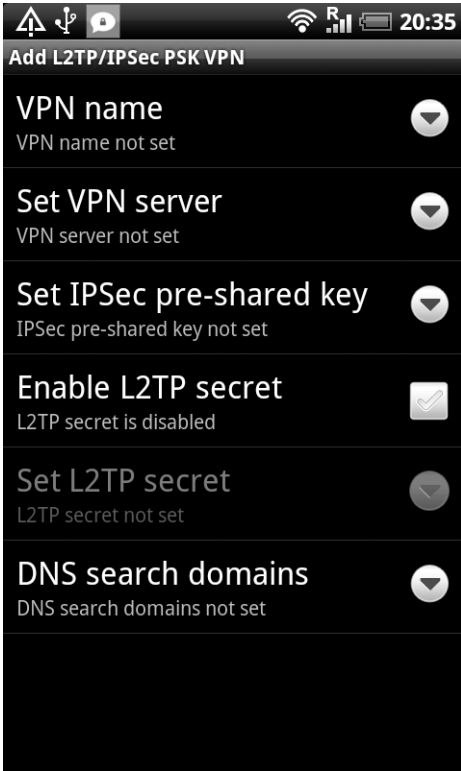 R 20:35
Add L2TP/IPSec PSK VPN
VPN name
VPN name not set
Set VPN server
VPN server not set
Set IPSec pre-shared key
IPSec pre-shared key not set
Enable L2TP secret
L2TP secret is disabled
Set L2TP secret
L2TP secret not set
DNS search domains
DNS search domains not set